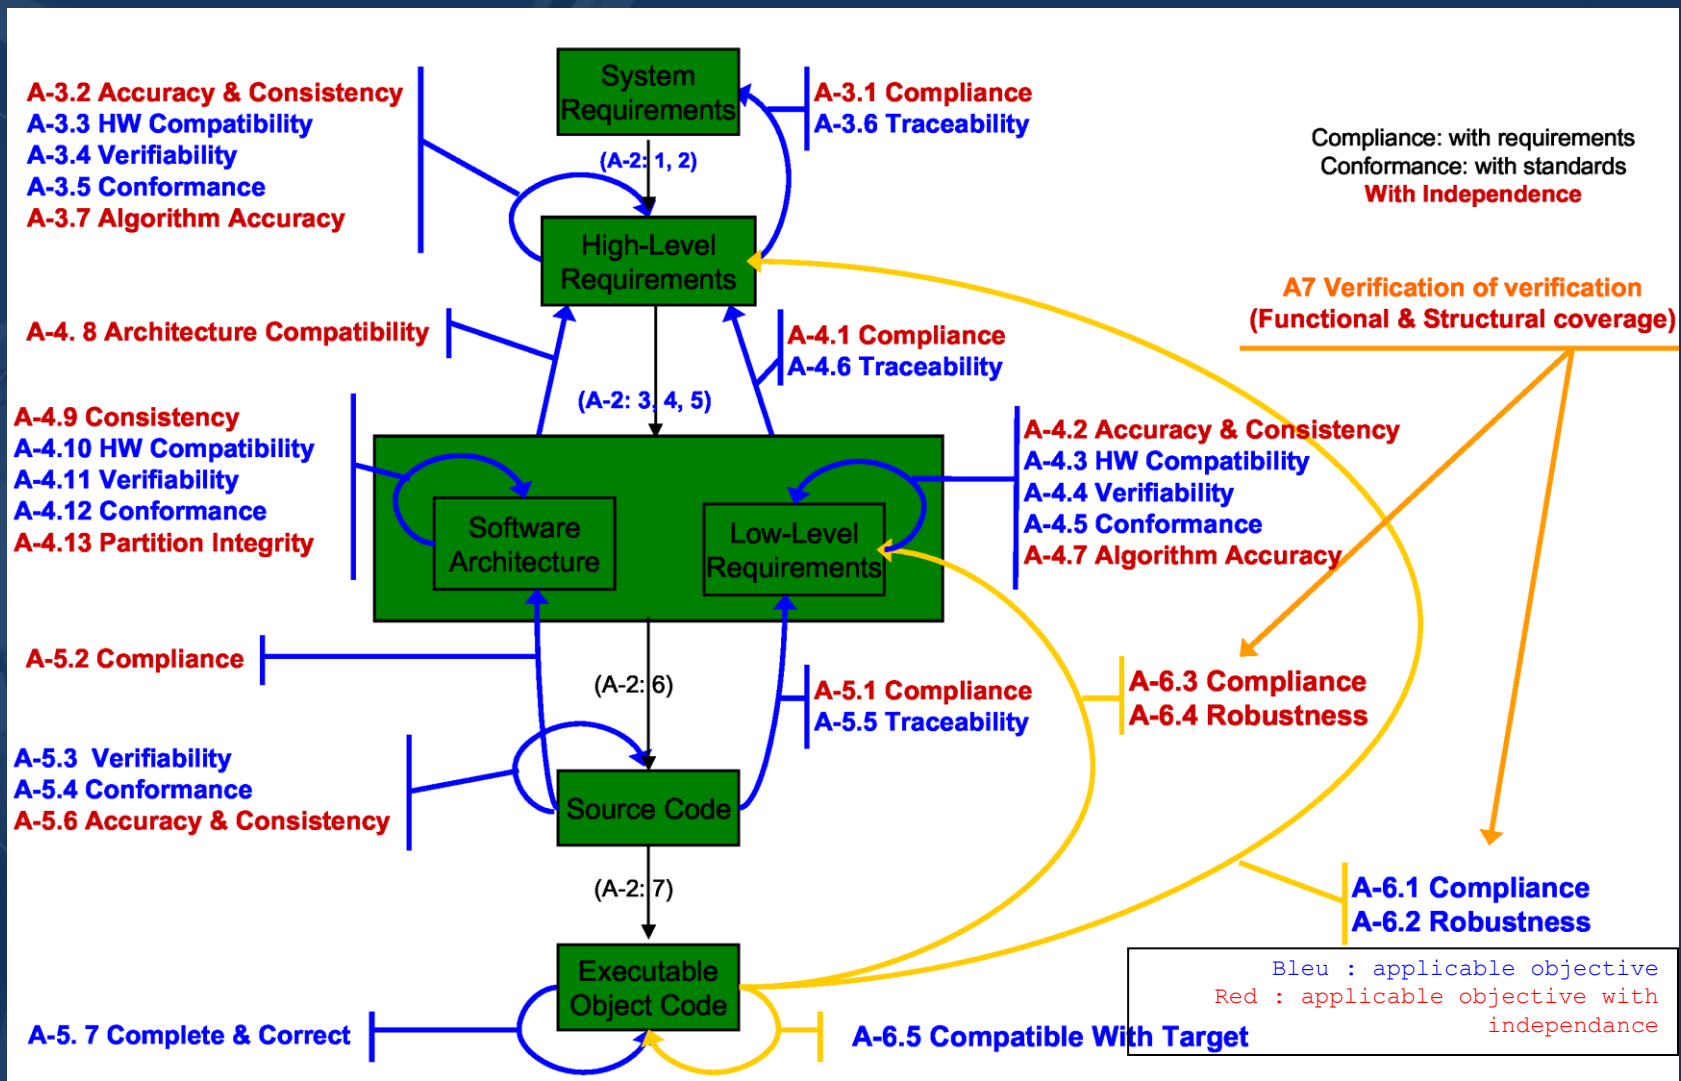 System
Requirements
A-3.2 Accuracy & Consistency
A-3.3 HW Compatibility
A-3.4 Verifiability
A-3.5 Conformance
A-3.7 Algorithm Accuracy
A-3.1 Compliance
A-3.6 Traceability
Compliance: with requirements
Conformance: with standards
With Independence
(A-2: 1, 2)
High-Level
Requirements
A7 Verification of verification
(Functional & Structural coverage)
A-4. 8 Architecture Compatibility
A-4.1 Compliance
A-4.6 Traceability
(A-2: 3, 4, 5)
A-4.9 Consistency
A-4.10 HW Compatibility
A-4.11 Verifiability
A-4.12 Conformance
A-4.13 Partition Integrity
Software
Architecture
Low-Level
Requirements
A-4.2 Accuracy & Consistency
A-4.3 HW Compatibility
A-4.4 Verifiability
A-4.5 Conformance
A-4.7 Algorithm Accuracy
A-5.2 Compliance
(A-2: 6)
A-5.1 Compliance
A-5.5 Traceability
A-6.3 Compliance
A-6.4 Robustness
A-5.3 Verifiability
A-5.4 Conformance
A-5.6 Accuracy & Consistency
Source Code
(A-2: 7)
A-6.1 Compliance
A-6.2 Robustness
Executable
Object Code
A-5. 7 Complete & Correct
A-6.5 Compatible With Target
Bleu : applicable objective
Red : applicable objective with
independance